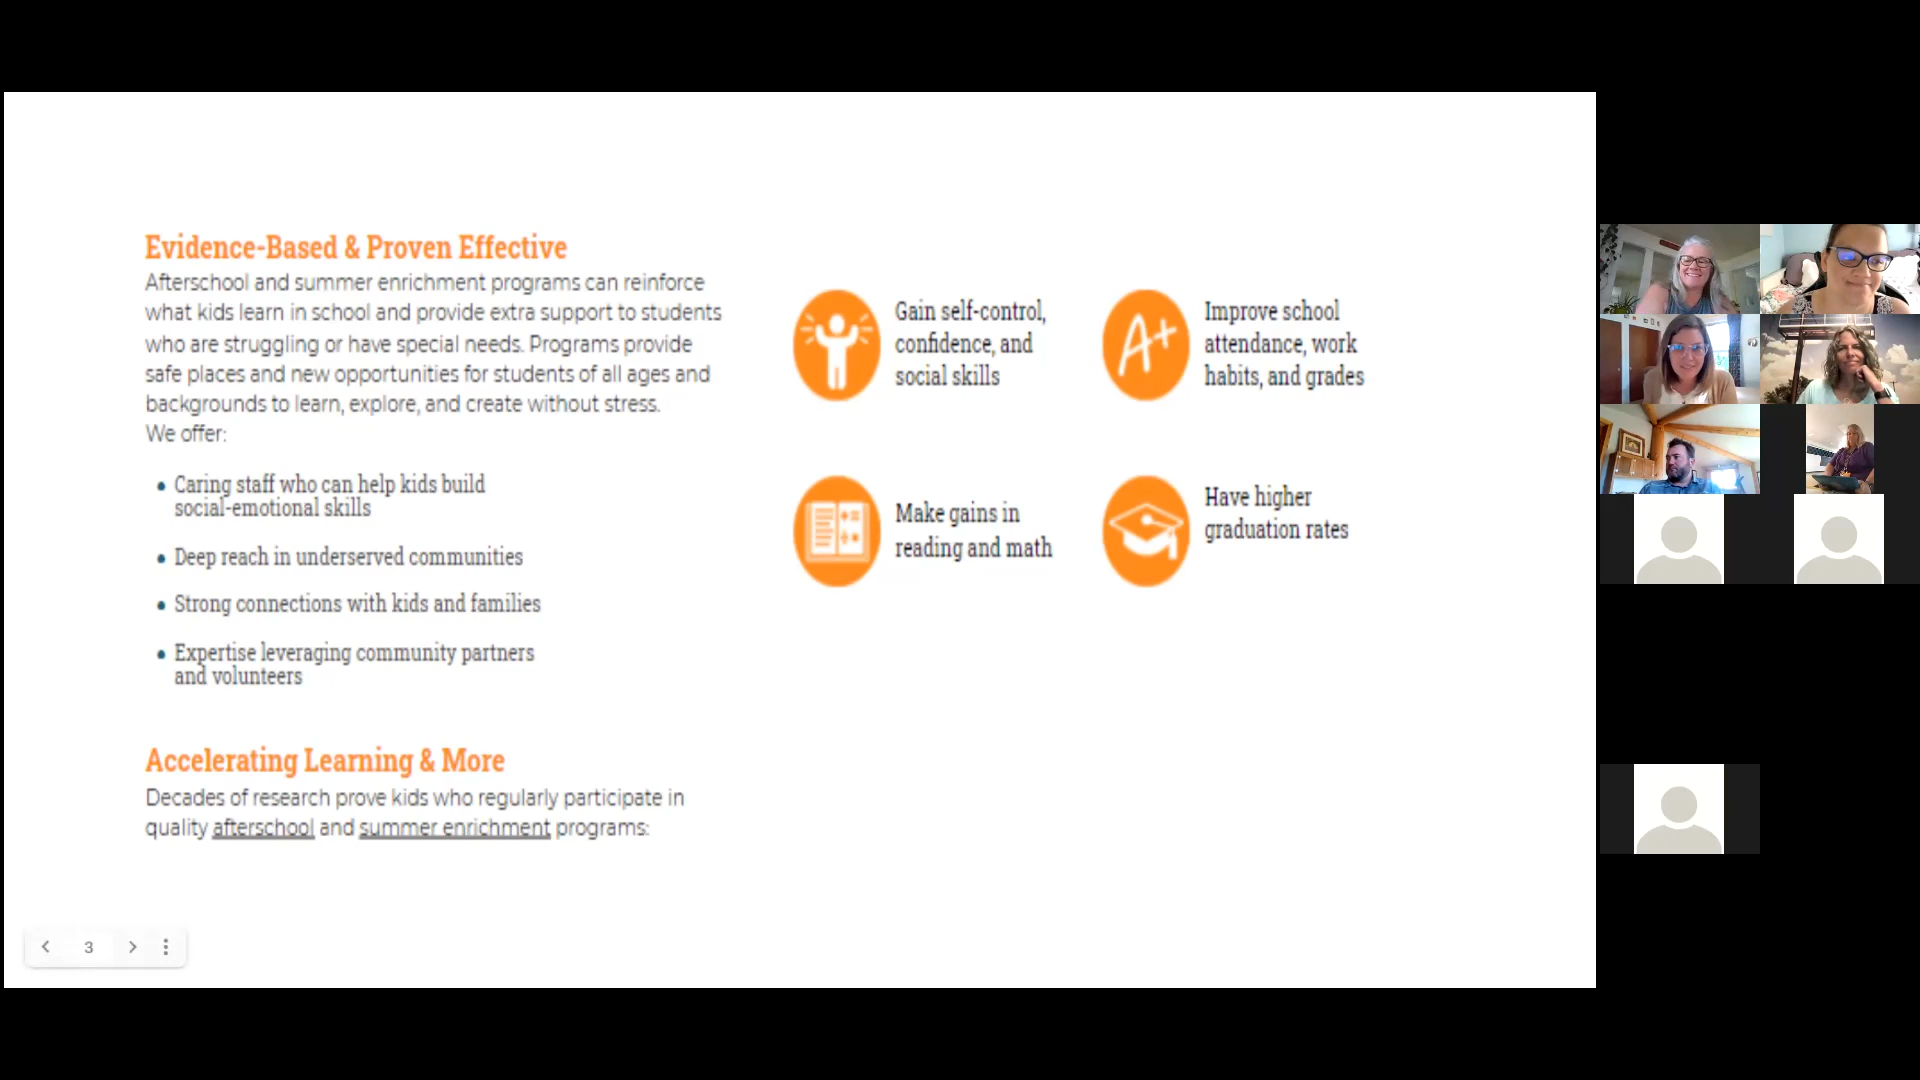 Evidence-Based & Proven Effective
Afterschool and summer enrichment programs can reinforce
what kids learn in school and provide extra support to students
who are struggling or have special needs. Programs provide
safe places and new opportunities for students of all ages and
backgrounds to learn, explore, and create without stress.
We offer:
• Caring staff who can help kids build
social-emotional skills
• Deep reach in underserved communities
• Strong connections with kids and families
• Expertise leveraging community partners
and volunteers
Accelerating Learning & More
Decades of research prove kids who regularly participate in
quality afterschool and summer enrichment programs:
Gain self-control,
confidence, and
social skills
A+
Improve school
attendance, work
habits, and grades
Make gains in
reading and math
Have higher
graduation rates
3